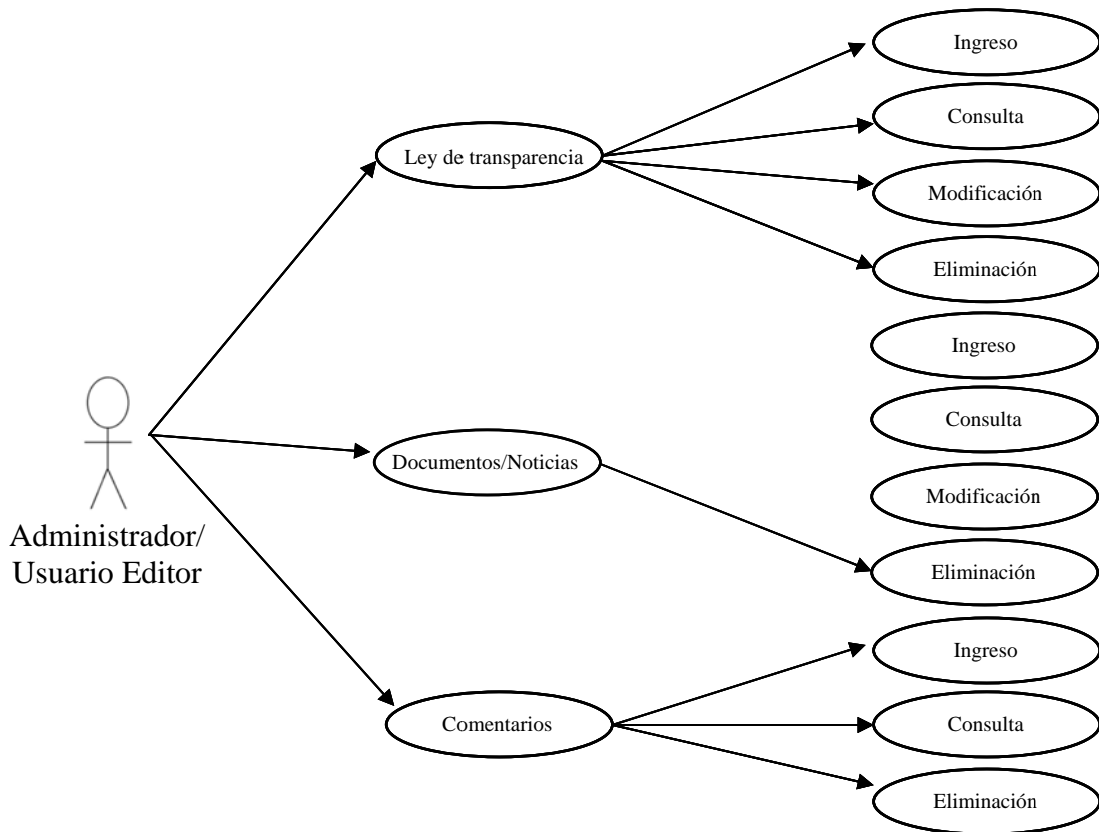 Ingreso
Consulta
Ley de transparencia
Modificación
Eliminación
Ingreso
Consulta
Documentos/Noticias
Modificación
Administrador/
Usuario Editor
Eliminación
Ingreso
Comentarios
Consulta
Eliminación